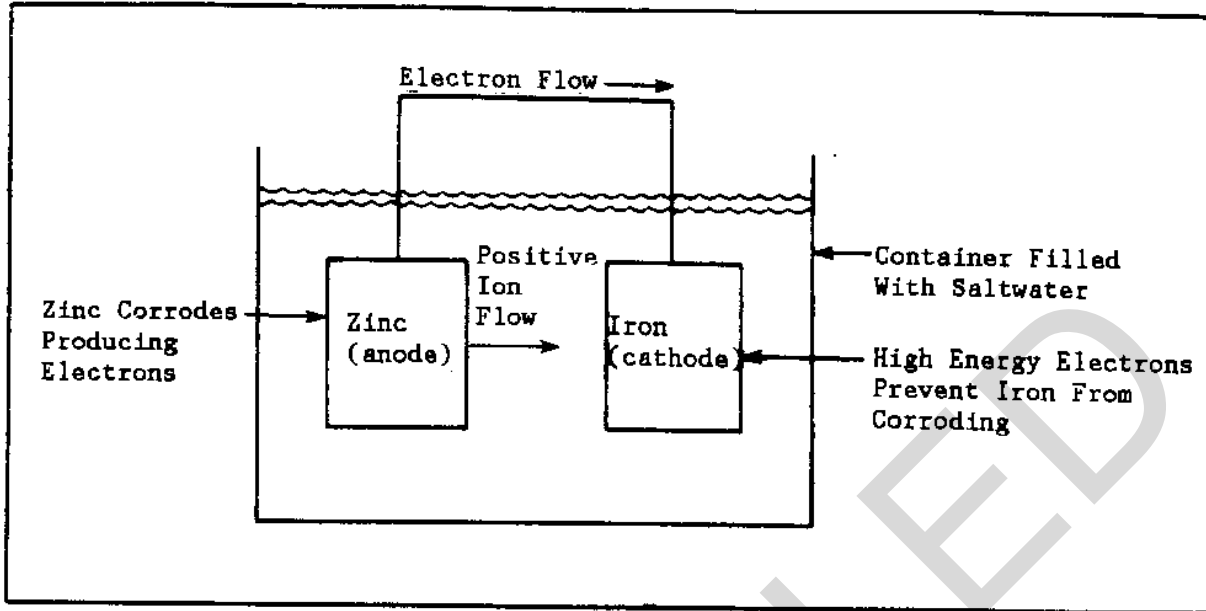 Electron Flow
Positive
Ion
Flow
Container Filled
With Saltwater
Zinc Corrodes
Producing
Electrons
Zinc
(anode)
Iron
(cathode)
High Energy Electrons
Prevent Iron From
Corroding